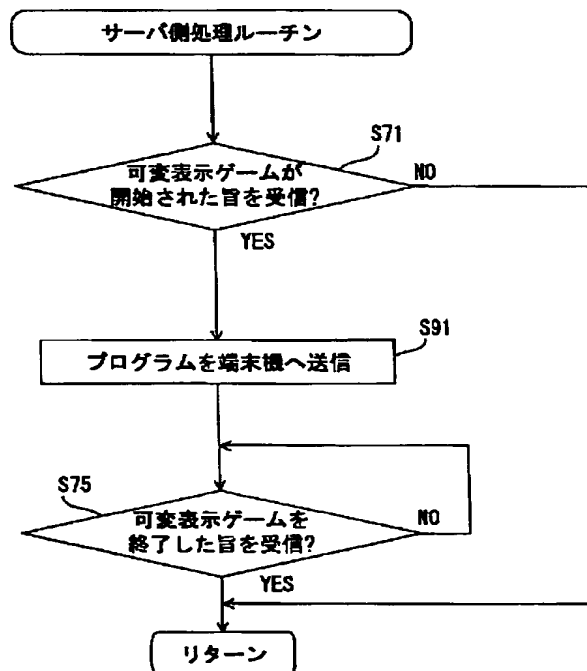 サーバ側処理ルーチン
S71
可変表示ゲームが
開始された旨を受信?
NO
YES
S91
プログラムを端末機へ送信
S75
可変表示ゲームを
終了した旨を受信?
NO
YES
リターン